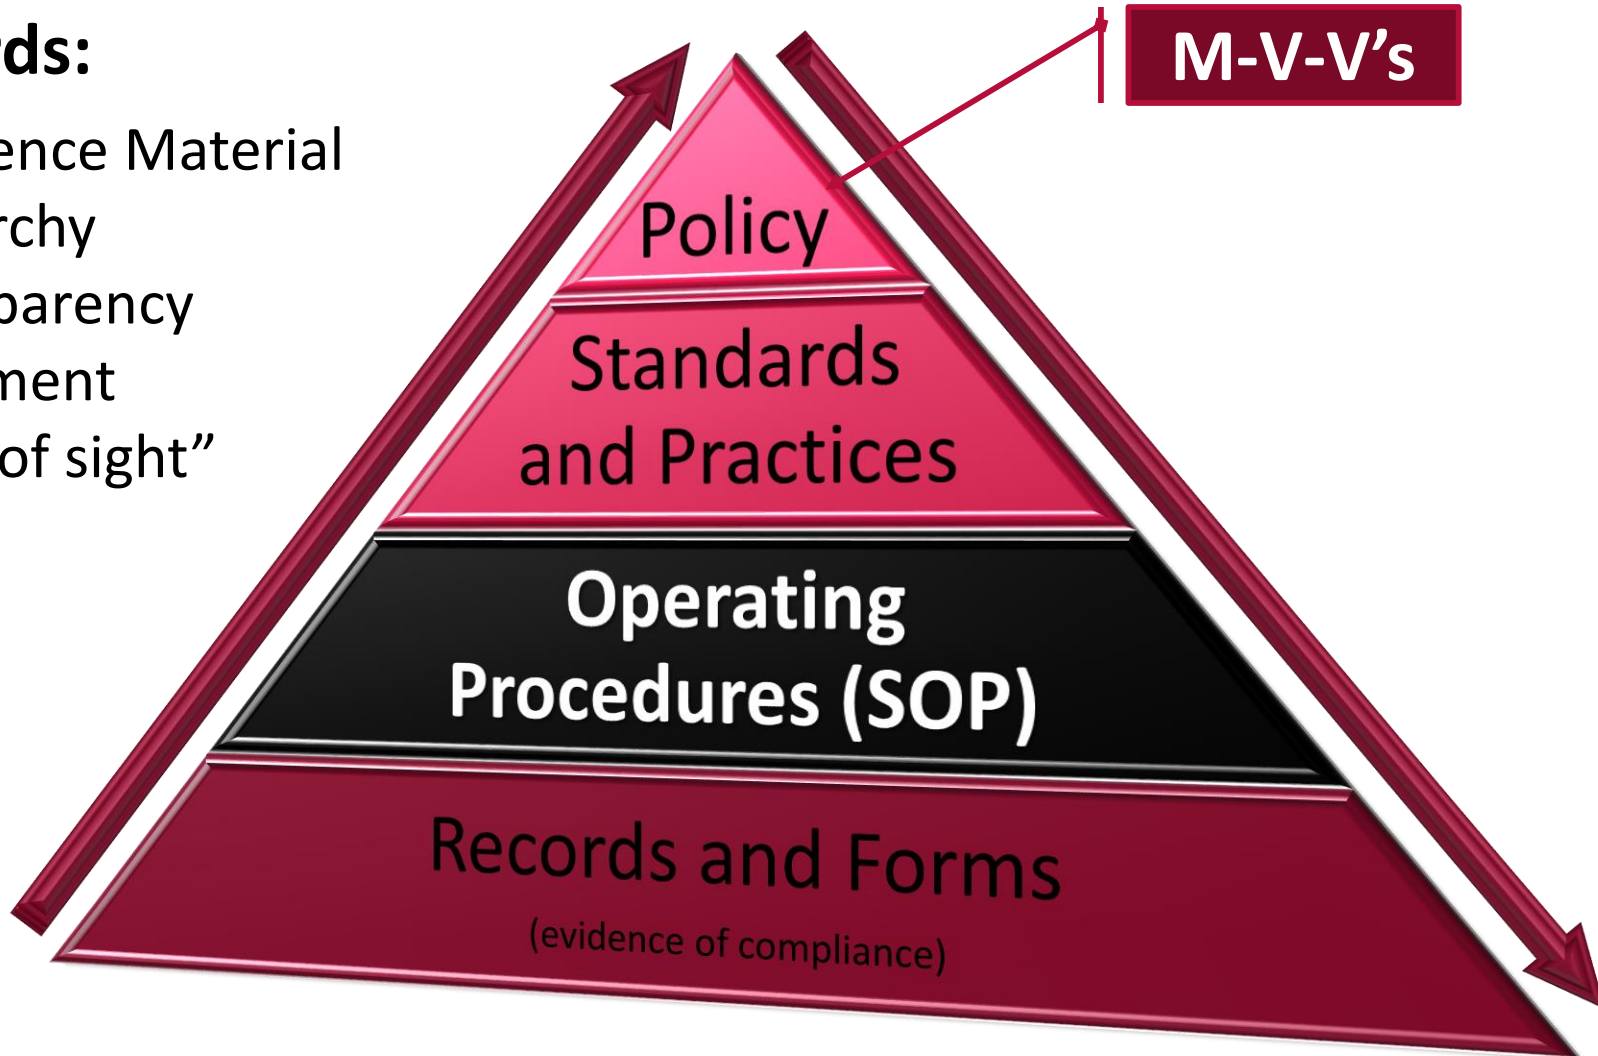 rds:
ence Material
rchy
parency
ment
of sight”
M-V-V’s
Policy
Standards
and Practices
Operating
Procedures (SOP)
Records and Forms
(evidence of compliance)